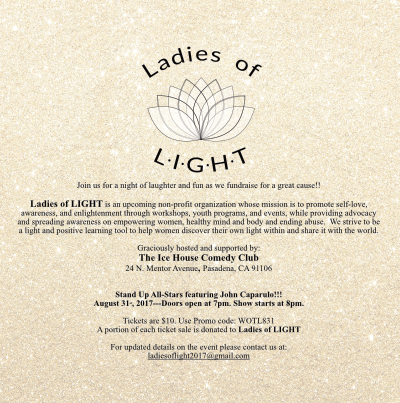 Ladies of
L·I·G·H·T
Join us for a night of laughter and fun as we fundraise for a great cause!!
Ladies of LIGHT is an upcoming non-profit organization whose mission is to promote self-love,
awareness, and enlightenment through workshops, youth programs, and events, while providing advocacy
and spreading awareness on empowering women, healthy mind and body and ending abuse. We strive to be
a light and positive learning tool to help women discover their own light within and share it with the world.
Graciously hosted and supported by:
The Ice House Comedy Club
24 N. Mentor Avenue, Pasadena, CA 91106
Stand Up All-Stars featuring John Caparulo!!!
August 31, 2017---Doors open at 7pm. Show starts at 8pm.
Tickets are $10. Use Promo code: WOTL831
A portion of each ticket sale is donated to Ladies of LIGHT
For updated details on the event please contact us at:
ladiesoflight2017@gmail.com